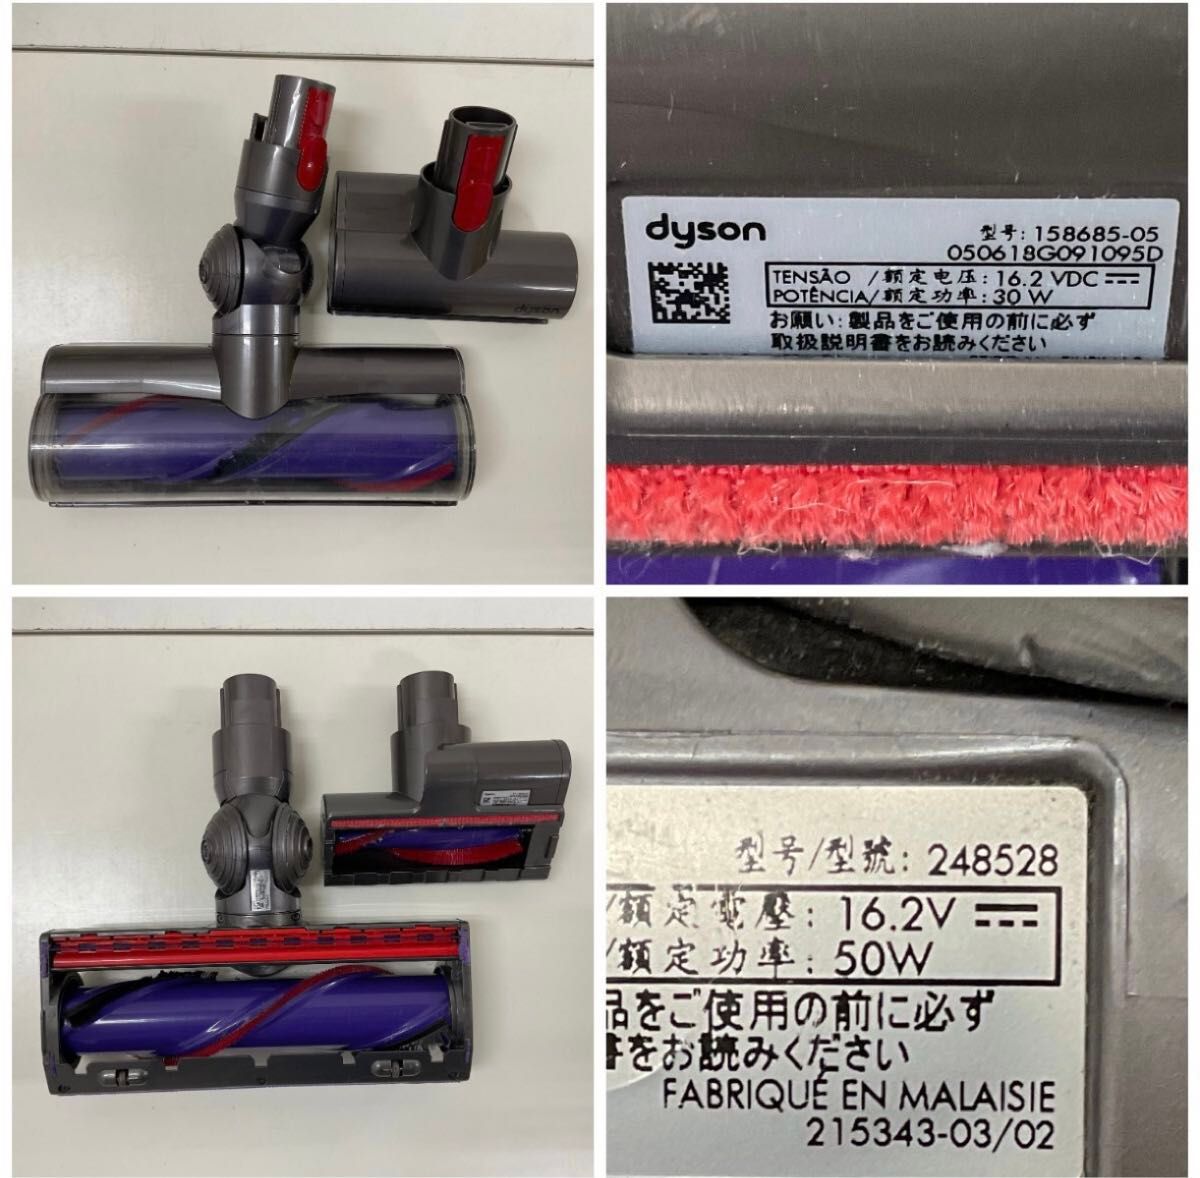 dyson
dyson
型号: 158685-05
050618G091095D
TENSÃO /額定电压: 16.2 VDC
POTÊNCIA/額定功率: 30 W
お願い: 製品をご使用の前に必ず
取扱説明書をお読みください
型号/型號: 248528
/額定電壓: 16.2V
/額定功率: 50W
品をご使用の前に必ず
書をお読みください
FABRIQUÉ EN MALAISIE
215343-03/02